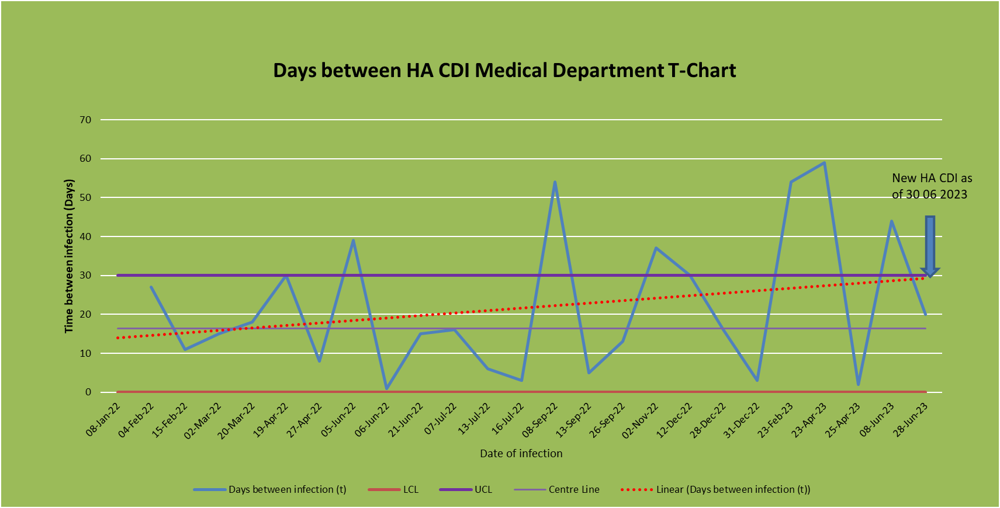 Days between HA CDI Medical Department T-Chart
70
60
50
40
30
20
10
0
Time between infection (Days)
New HA CDI as
of 30 06 2023
08-Jan-22
04-Feb-22
15-Feb-22
02-Mar-22
20-Mar-22
19-Apr-22
27-Apr-22
05-Jun-22
06-Jun-22
21-Jun-22
07-Jul-22
13-Jul-22
16-Jul-22
08-Sep-22
13-Sep-22
26-Sep-22
02-Nov-22
12-Dec-22
28-Dec-22
31-Dec-22
23-Feb-23
23-Apr-23
25-Apr-23
08-Jun-23
28-Jun-23
Date of infection
Days between infection (t)
LCL
UCL
Centre Line
Linear (Days between infection (t))